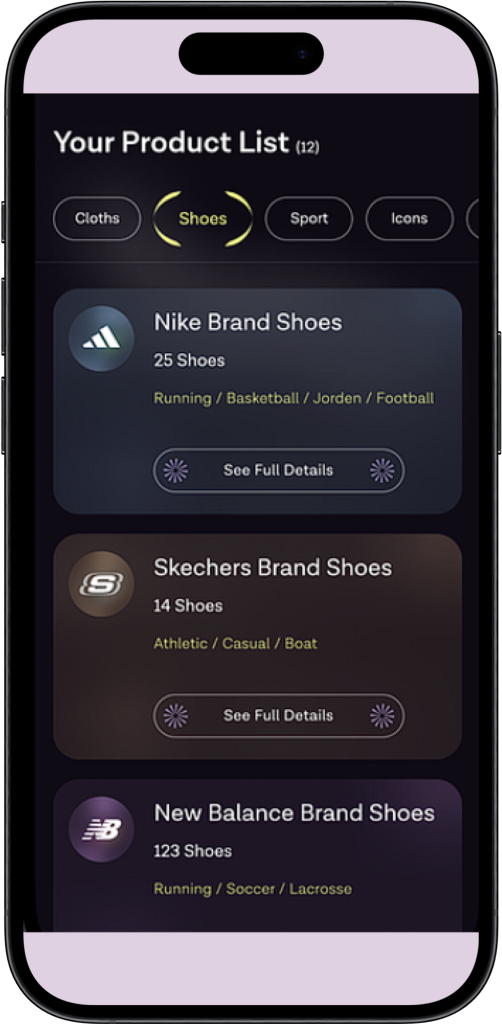 Your Product List (12)
Cloths Shoes Sport Icons
Nike Brand Shoes
25 Shoes
Running / Basketball / Jorden / Football
See Full Details
S
Skechers Brand Shoes
14 Shoes
Athletic / Casual / Boat
See Full Details
NB
New Balance Brand Shoes
123 Shoes
Running / Soccer / Lacrosse